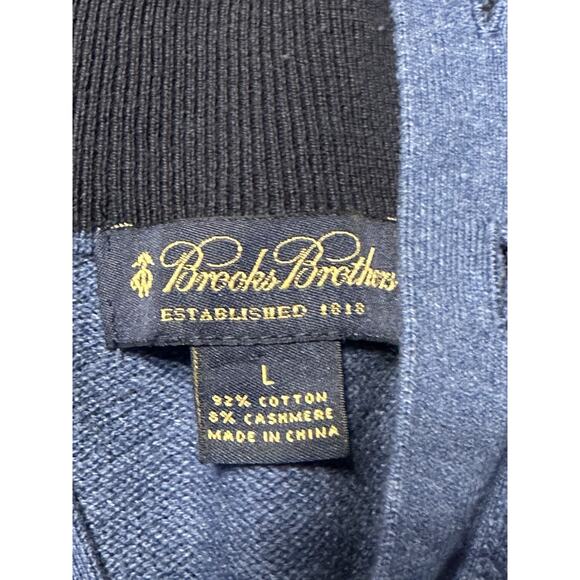 Brooks Brothers
ESTABLISHED 1818
L
92% COTTON
8% CASHMERE
MADE IN CHINA